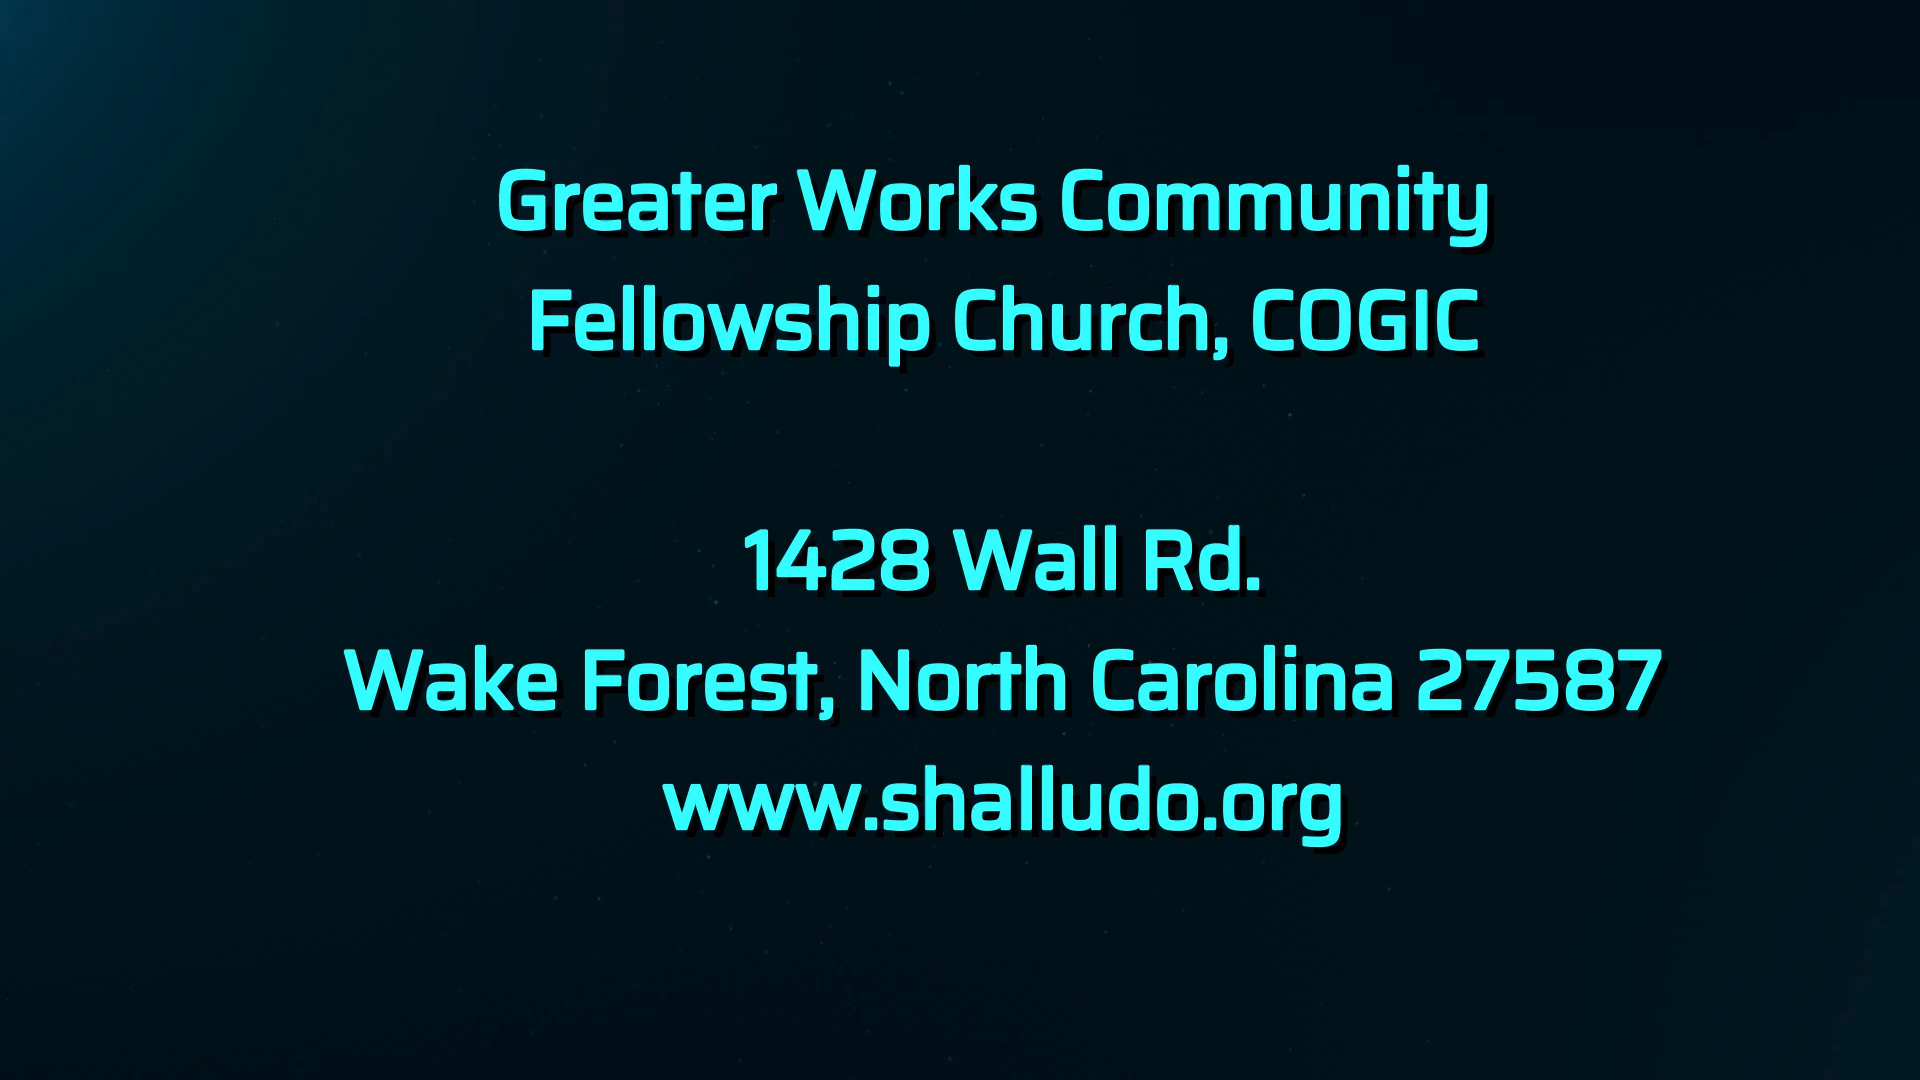 Greater Works Community
Fellowship Church, COGIC
1428 Wall Rd.
Wake Forest, North Carolina 27587
www.shalludo.org